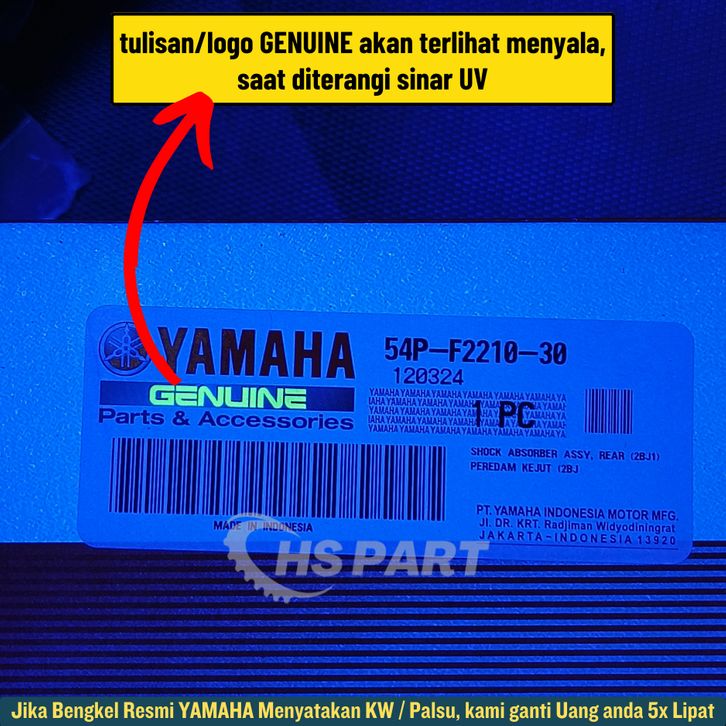 tulisan/logo GENUINE akan terlihat menyala,
saat diterangi sinar UV
YAMAHA
GENUINE
Parts & Accessories
54P-F2210-30
120324
YAMAHAYAMAHAYAMAHAYAMAHAYAMAHAYA
1 PC
SHOCK ABSORBER ASSY, REAR (2BJ1)
PEREDAM KEJUT (2BJ
MADE IN INDONESIA
PT. YAMAHA INDONESIA MOTOR MFG.
Jl. DR. KRT. Radjiman Widyodiningrat
JAKARTA-INDONESIA 13920
HS PART
Jika Bengkel Resmi YAMAHA Menyatakan KW / Palsu, kami ganti Uang anda 5x Lipat